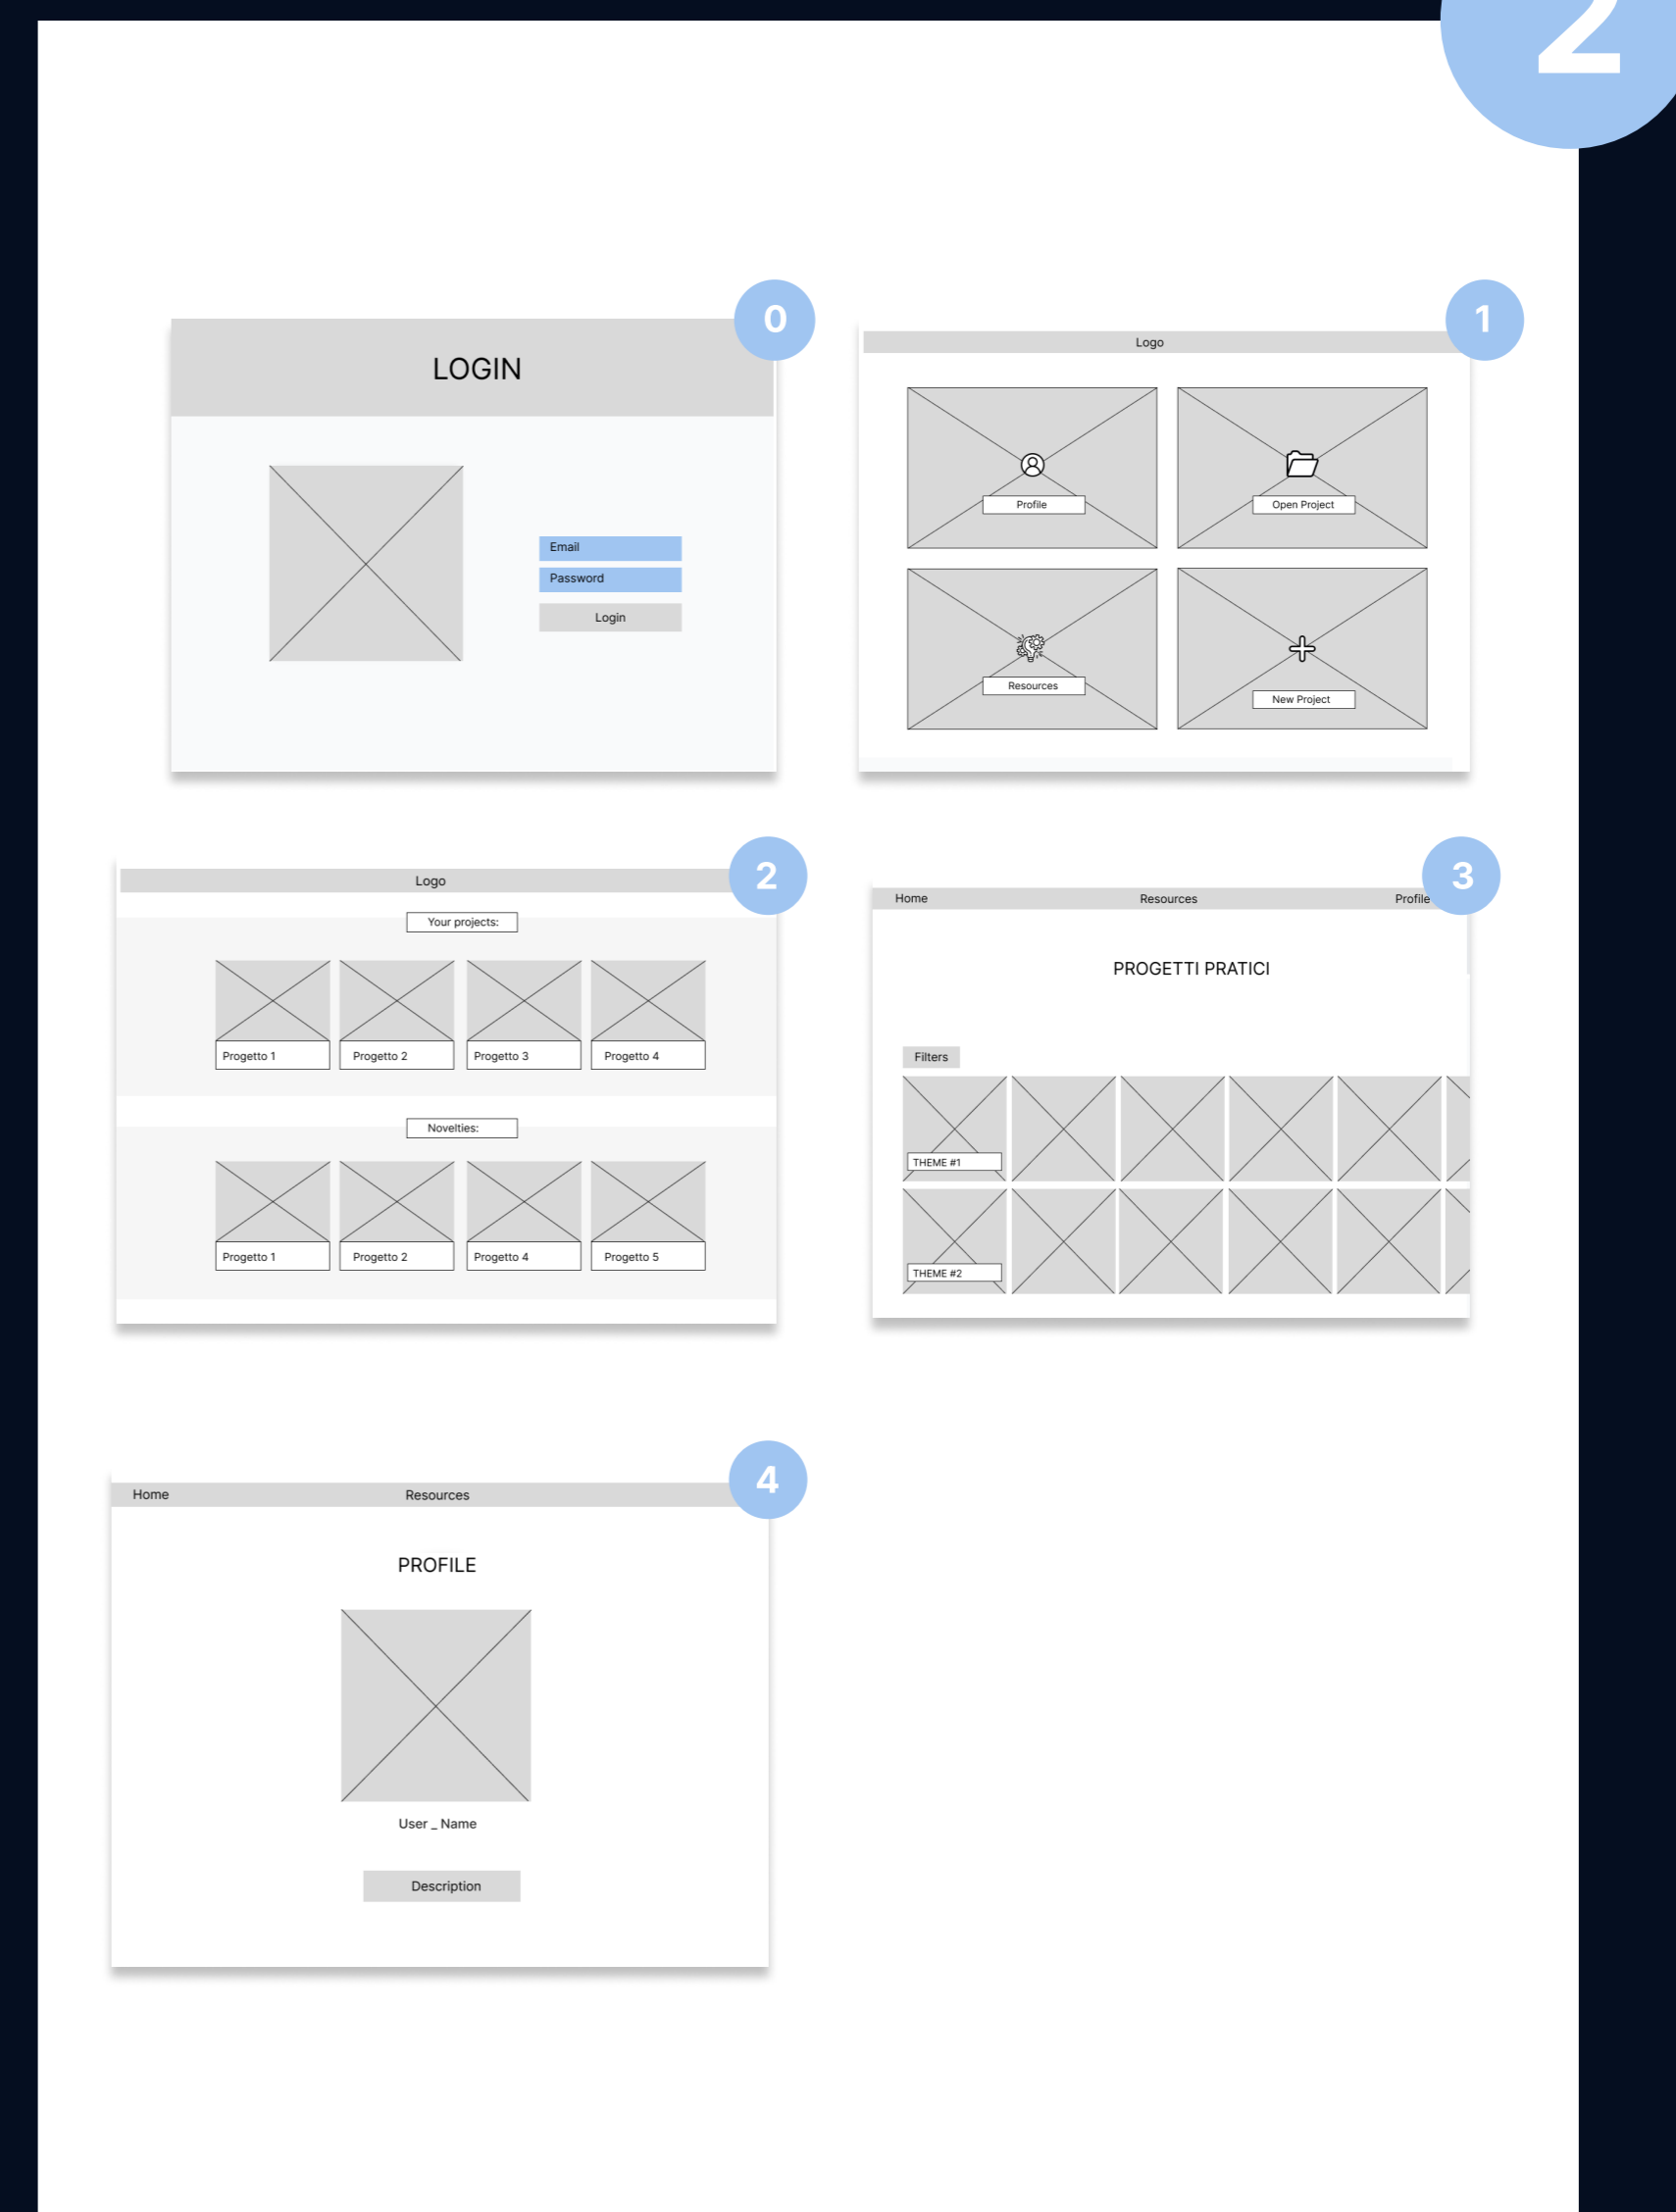 2
0
LOGIN
Email
Password
Login
1
Logo
Profile
Open Project
Resources
New Project
2
Logo
Your projects:
Progetto 1
Progetto 2
Progetto 3
Progetto 4
Novelties:
Progetto 1
Progetto 2
Progetto 4
Progetto 5
3
Home
Resources
Profile
PROGETTI PRATICI
Filters
THEME #1
THEME #2
4
Home
Resources
PROFILE
User _ Name
Description